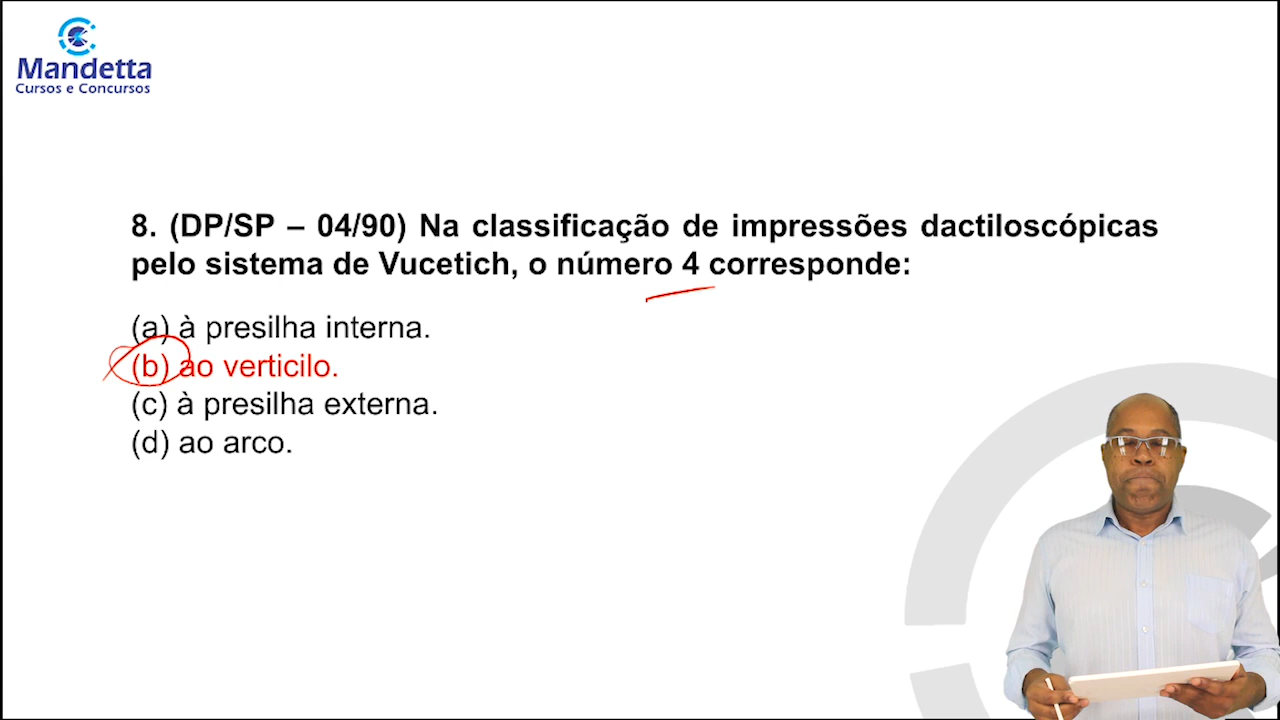 Mandetta
Cursos e Concursos
8. (DP/SP – 04/90) Na classificação de impressões dactiloscópicas
pelo sistema de Vucetich, o número 4 corresponde:
(a) à presilha interna.
(b) ao verticilo.
(c) à presilha externa.
(d) ao arco.